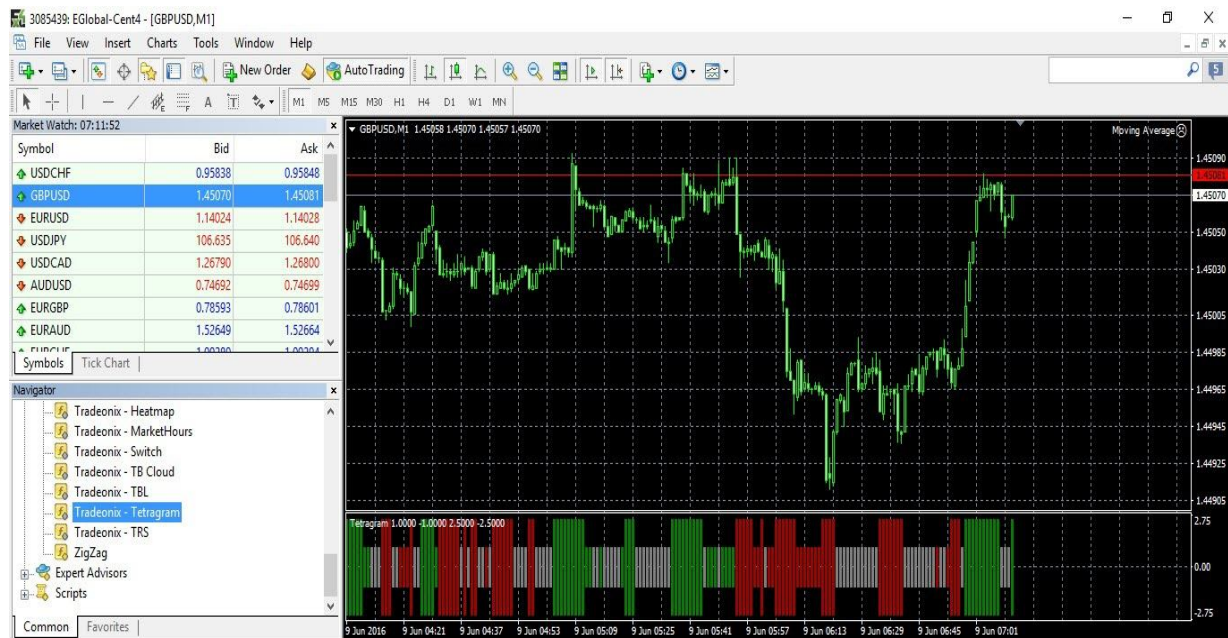 3085439: EGlobal-Cent4 - [GBPUSD,M1]
File View Insert Charts Tools Window Help
New Order AutoTrading
A T M1 M5 M15 M30 H1 H4 D1 W1 MN
Market Watch: 07:11:52
Symbol Bid Ask
USDCHF 0.95838 0.95848
GBPUSD 1.45070 1.45081
EURUSD 1.14024 1.14028
USDJPY 106.635 106.640
USDCAD 1.26790 1.26800
AUDUSD 0.74692 0.74699
EURGBP 0.78593 0.78601
EURAUD 1.52649 1.52664
Symbols Tick Chart
Navigator
Tradeonix - Heatmap
Tradeonix - MarketHours
Tradeonix - Switch
Tradeonix - TB Cloud
Tradeonix - TBL
Tradeonix - Tetragram
Tradeonix - TRS
ZigZag
Expert Advisors
Scripts
Common Favorites
GBPUSD,M1 1.45058 1.45070 1.45057 1.45070
Moving Average
1.45090
1.45081
1.45070
1.45050
1.45030
1.45005
1.44985
1.44965
1.44945
1.44925
1.44905
Tetragram 1.0000 -1.0000 2.5000 -2.5000
2.75
0.00
-2.75
9 Jun 2016 9 Jun 04:21 9 Jun 04:37 9 Jun 04:53 9 Jun 05:09 9 Jun 05:25 9 Jun 05:41 9 Jun 05:57 9 Jun 06:13 9 Jun 06:29 9 Jun 06:45 9 Jun 07:01